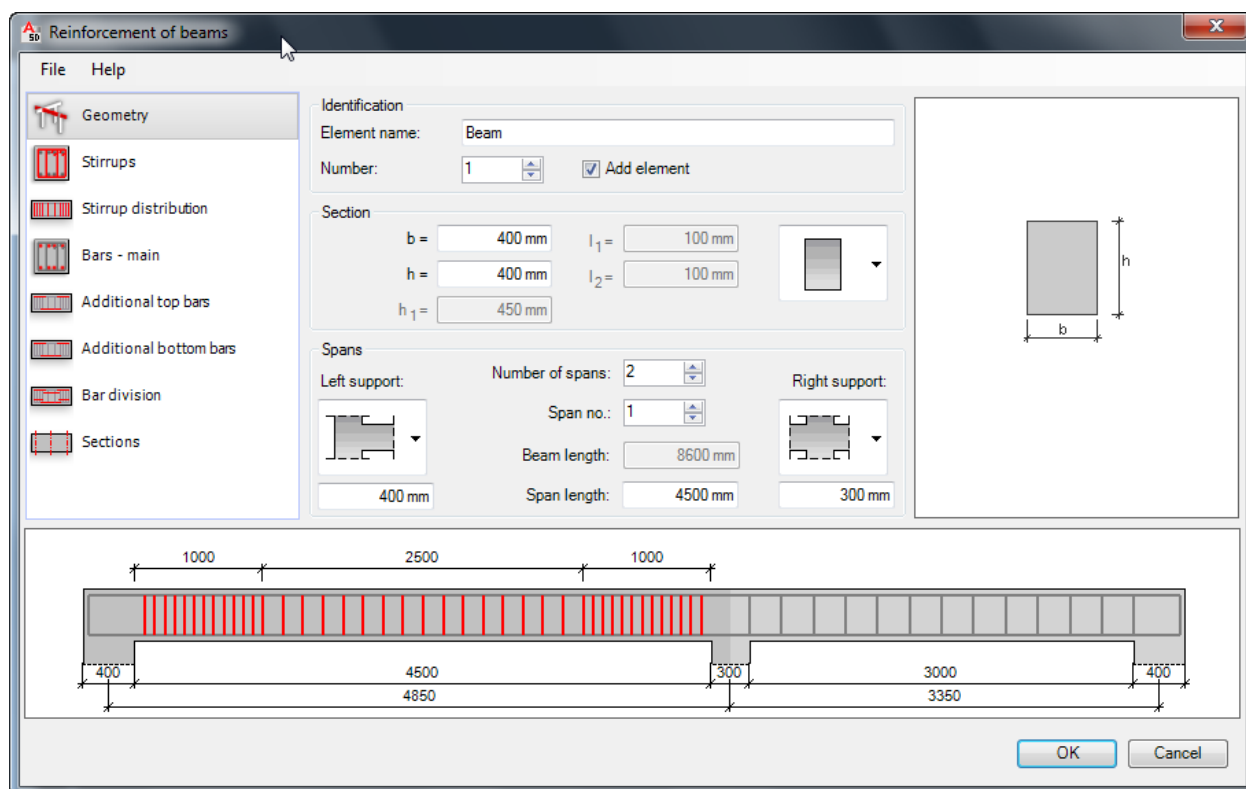 Reinforcement of beams
File Help
Geometry
Stirrups
Stirrup distribution
Bars - main
Additional top bars
Additional bottom bars
Bar division
Sections
Identification
Element name: Beam
Number: 1 Add element
Section
b = 400 mm l1 = 100 mm
h = 400 mm l2 = 100 mm
h1 = 450 mm
h
b
Spans
Left support: Number of spans: 2 Right support:
Span no.: 1
Beam length: 8600 mm
400 mm Span length: 4500 mm 300 mm
1000 2500 1000
400 4500 300 3000 400
4850 3350
OK Cancel